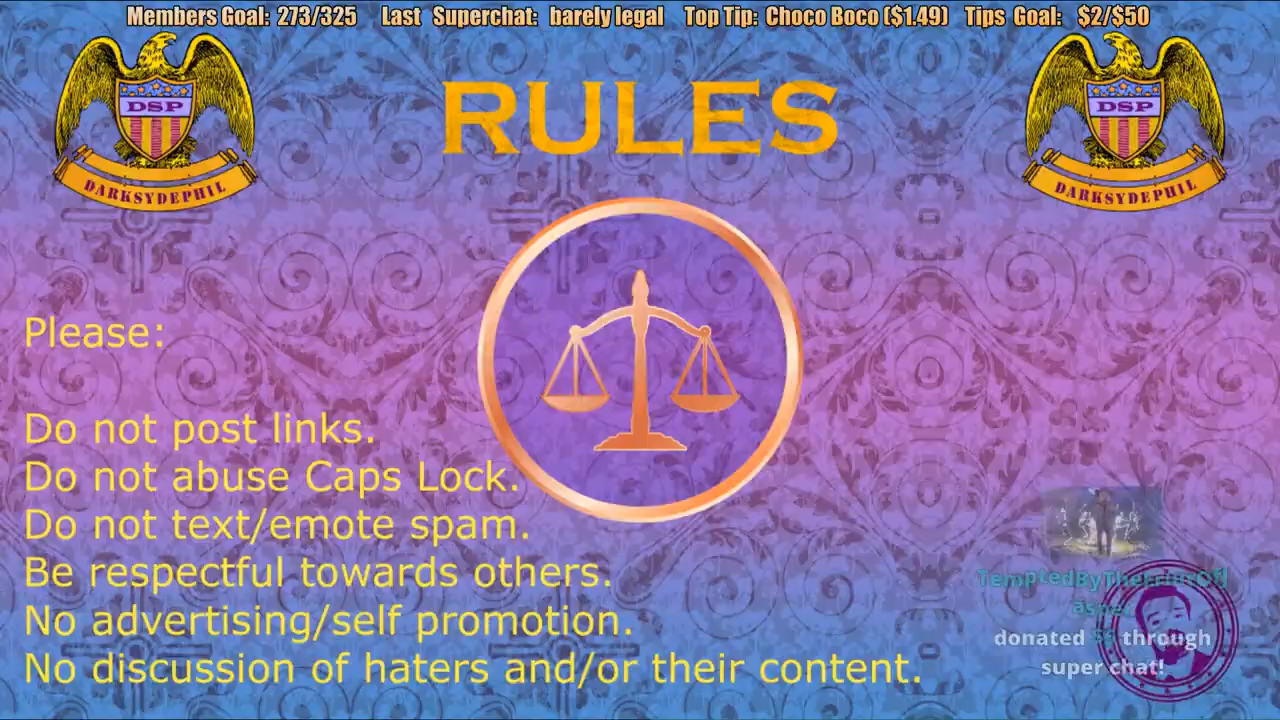 Members Goal: 273/325 Last Superchat: barely legal Top Tip: Choco Boco ($1.49) Tips Goal: $2/$50
DSP
DARKSYDEPHIL
RULES
DSP
DARKSYDEPHIL
Please:
Do not post links.
Do not abuse Caps Lock.
Do not text/emote spam.
Be respectful towards others.
No advertising/self promotion.
No discussion of haters and/or their content.
donated through
super chat!